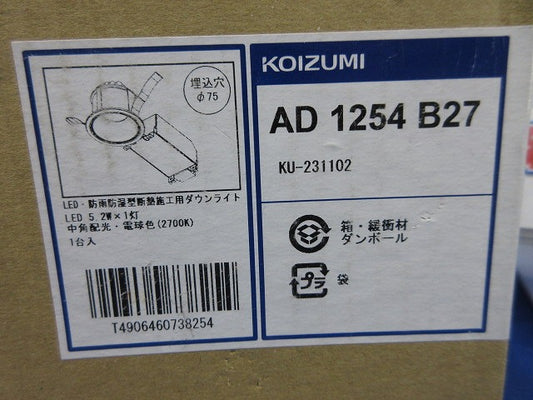 埋込穴
φ75
LED・防雨防湿型断熱施工用ダウンライト
LED 5.2W×1灯
中角配光・電球色(2700K)
1台入
T4906460738254
KOIZUMI
AD 1254 B27
KU-231102
箱・緩衝材
ダンボール
プラ
袋